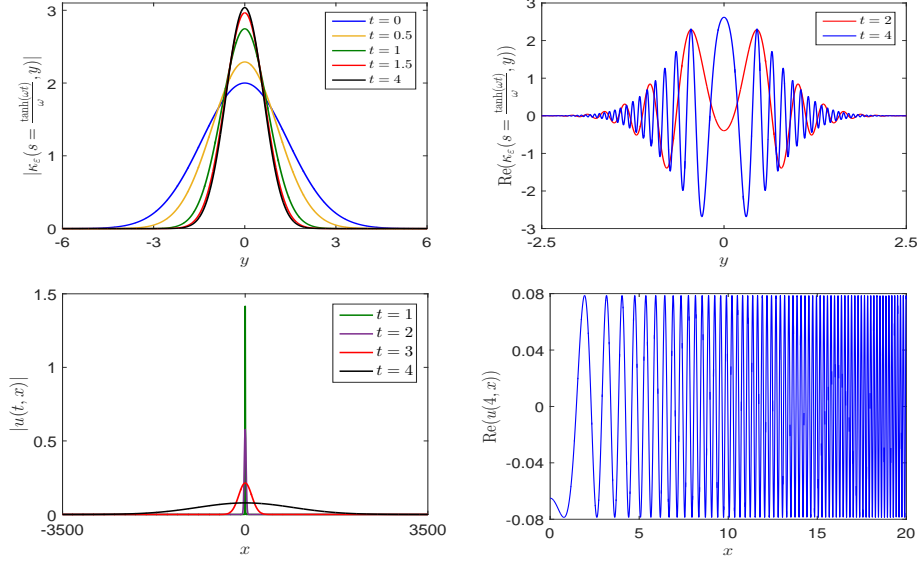 |κ_ε(s = tanh(ωt)/ω, y)|
3
2
1
0
-6
-3
0
3
6
y
t = 0
t = 0.5
t = 1
t = 1.5
t = 4
Re(κ_ε(s = tanh(ωt)/ω, y))
3
2
1
0
-1
-2
-3
-2.5
0
2.5
y
t = 2
t = 4
|u(t, x)|
1.5
1
0.5
0
-3500
0
3500
x
t = 1
t = 2
t = 3
t = 4
Re(u(4, x))
0.08
0.04
0
-0.04
-0.08
0
5
10
15
20
x